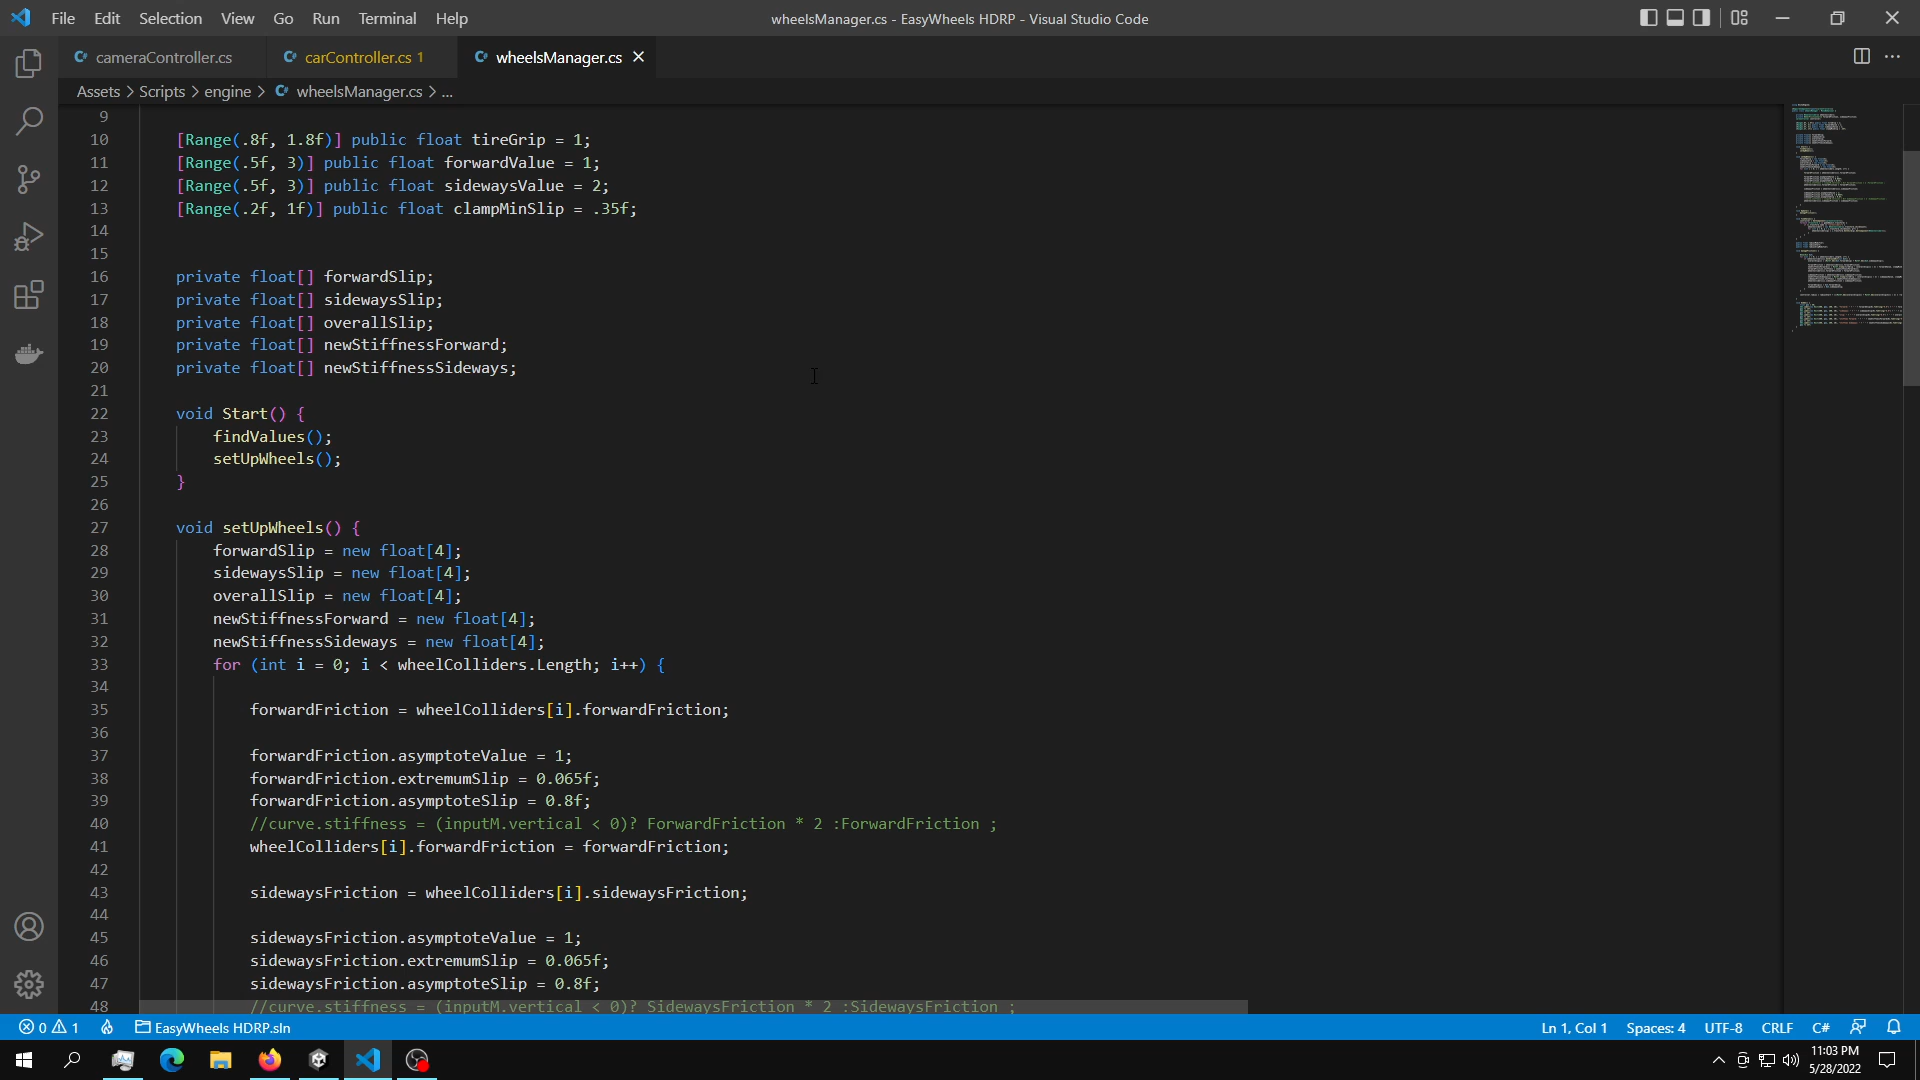 File Edit Selection View Go Run Terminal Help
wheelsManager.cs - EasyWheels HDRP - Visual Studio Code
cameraController.cs
carController.cs 1
wheelsManager.cs
Assets > Scripts > engine > wheelsManager.cs > ...
9
10 [Range(.8f, 1.8f)] public float tireGrip = 1;
11 [Range(.5f, 3)] public float forwardValue = 1;
12 [Range(.5f, 3)] public float sidewaysValue = 2;
13 [Range(.2f, 1f)] public float clampMinSlip = .35f;
14
15
16 private float[] forwardSlip;
17 private float[] sidewaysSlip;
18 private float[] overallSlip;
19 private float[] newStiffnessForward;
20 private float[] newStiffnessSideways;
21
22 void Start() {
23 findValues();
24 setUpWheels();
25 }
26
27 void setUpWheels() {
28 forwardSlip = new float[4];
29 sidewaysSlip = new float[4];
30 overallSlip = new float[4];
31 newStiffnessForward = new float[4];
32 newStiffnessSideways = new float[4];
33 for (int i = 0; i < wheelColliders.Length; i++) {
34
35 forwardFriction = wheelColliders[i].forwardFriction;
36
37 forwardFriction.asymptoteValue = 1;
38 forwardFriction.extremumSlip = 0.065f;
39 forwardFriction.asymptoteSlip = 0.8f;
40 //curve.stiffness = (inputM.vertical < 0)? ForwardFriction * 2 :ForwardFriction ;
41 wheelColliders[i].forwardFriction = forwardFriction;
42
43 sidewaysFriction = wheelColliders[i].sidewaysFriction;
44
45 sidewaysFriction.asymptoteValue = 1;
46 sidewaysFriction.extremumSlip = 0.065f;
47 sidewaysFriction.asymptoteSlip = 0.8f;
48 //curve.stiffness = (inputM.vertical < 0)? SidewaysFriction * 2 :SidewaysFriction ;
0 1 EasyWheels HDRP.sln
Ln 1, Col 1 Spaces: 4 UTF-8 CRLF C#
11:03 PM
5/28/2022